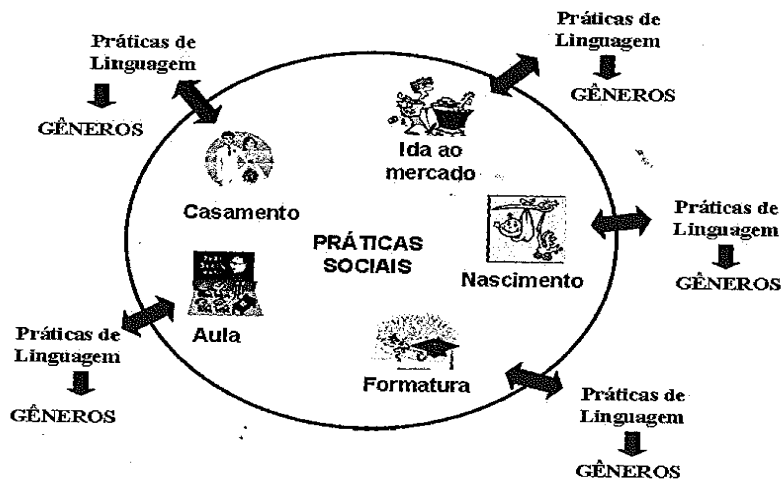 Práticas de
Linguagem
GÊNEROS
Práticas de
Linguagem
GÊNEROS
Ida ao
mercado
Casamento
PRÁTICAS
SOCIAIS
Nascimento
Práticas de
Linguagem
GÊNEROS
Aula
Formatura
Práticas de
Linguagem
GÊNEROS
Práticas de
Linguagem
GÊNEROS